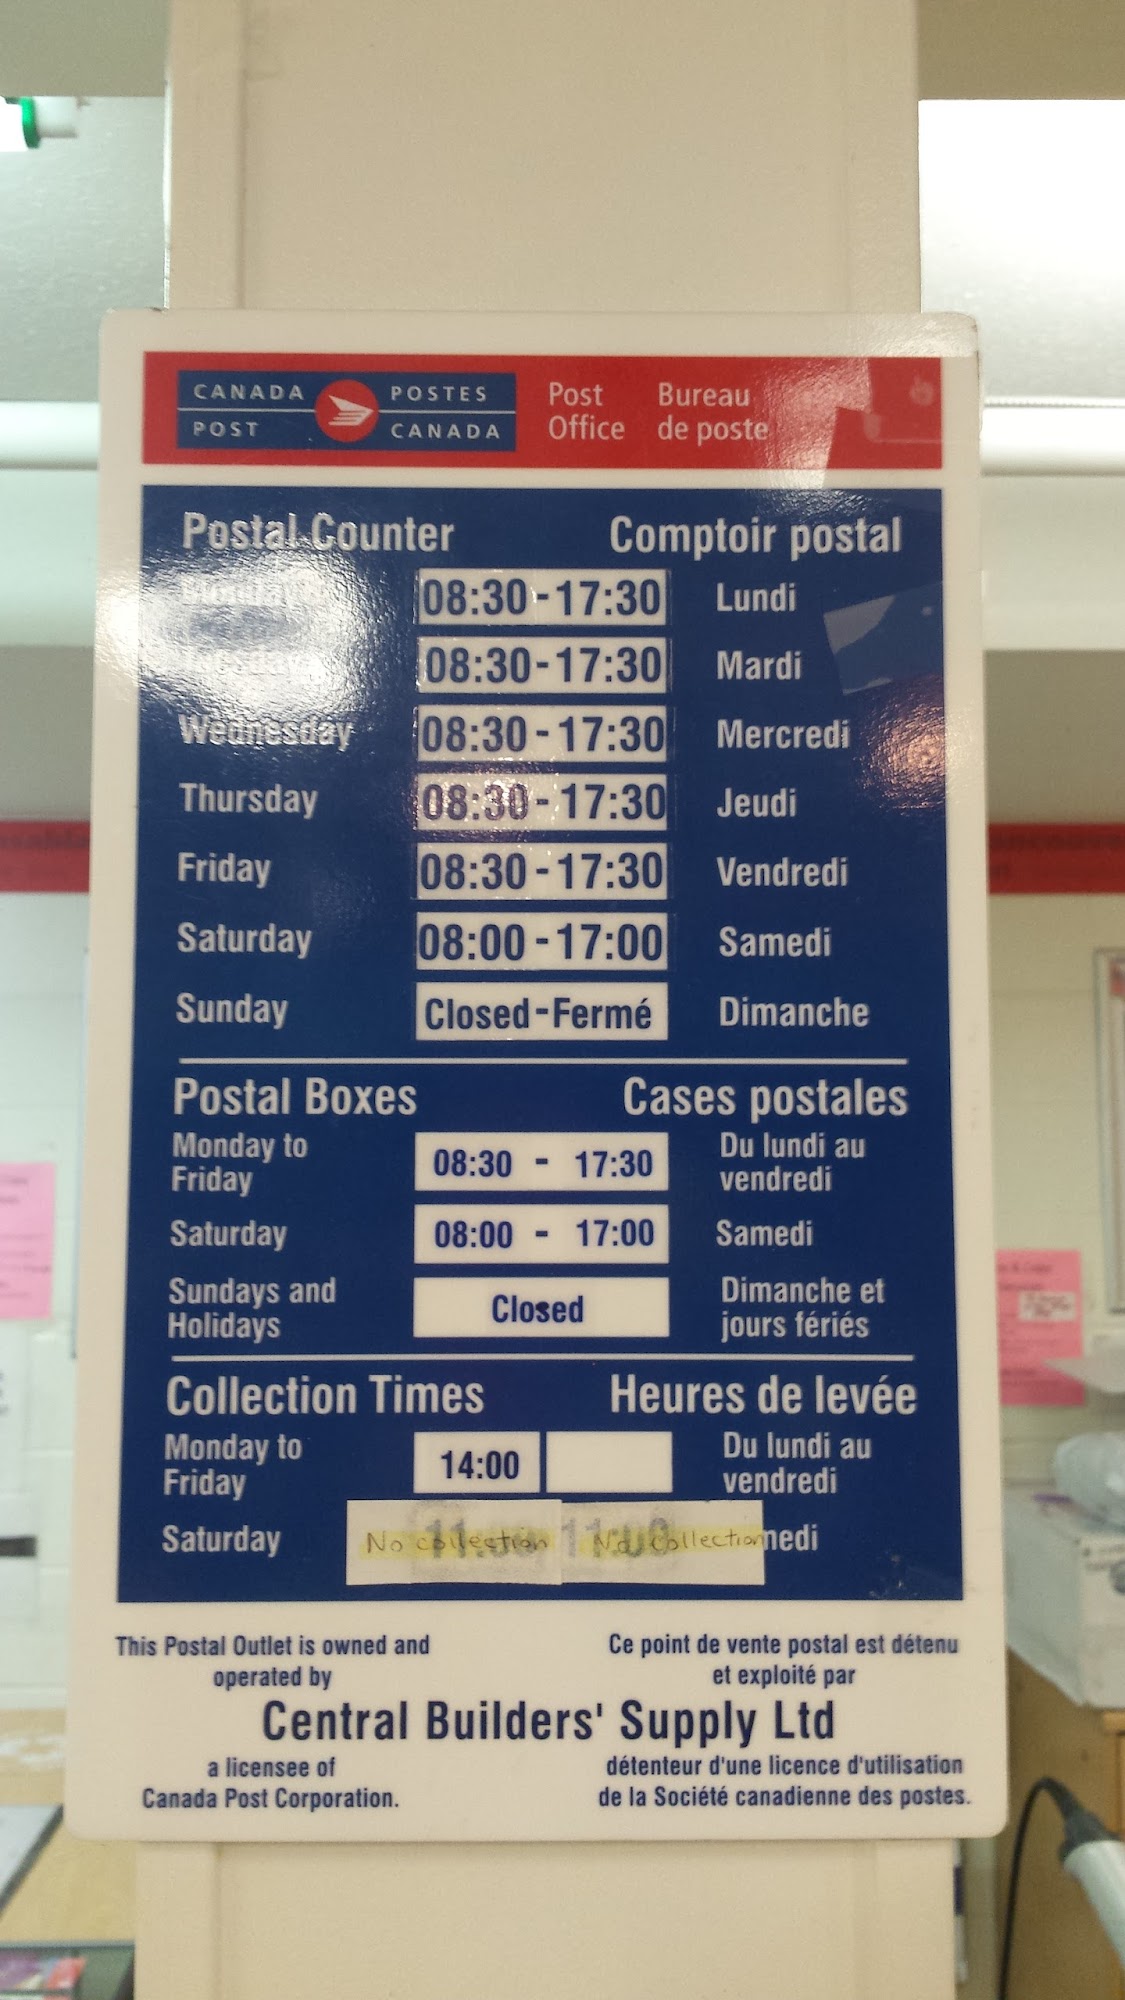 CANADA POSTES
POST CANADA
Post Bureau
Office de poste
Postal Counter Comptoir postal
Monday 08:30-17:30 Lundi
Tuesday 08:30-17:30 Mardi
Wednesday 08:30-17:30 Mercredi
Thursday 08:30-17:30 Jeudi
Friday 08:30-17:30 Vendredi
Saturday 08:00-17:00 Samedi
Sunday Closed-Fermé Dimanche
Postal Boxes Cases postales
Monday to Du lundi au
Friday 08:30 - 17:30 vendredi
Saturday 08:00 - 17:00 Samedi
Sundays and Dimanche et
Holidays Closed jours fériés
Collection Times Heures de levée
Monday to Du lundi au
Friday 14:00 vendredi
Saturday No collection No collection medi
This Postal Outlet is owned and Ce point de vente postal est détenu
operated by et exploité par
Central Builders' Supply Ltd
a licensee of détenteur d'une licence d'utilisation
Canada Post Corporation. de la Société canadienne des postes.